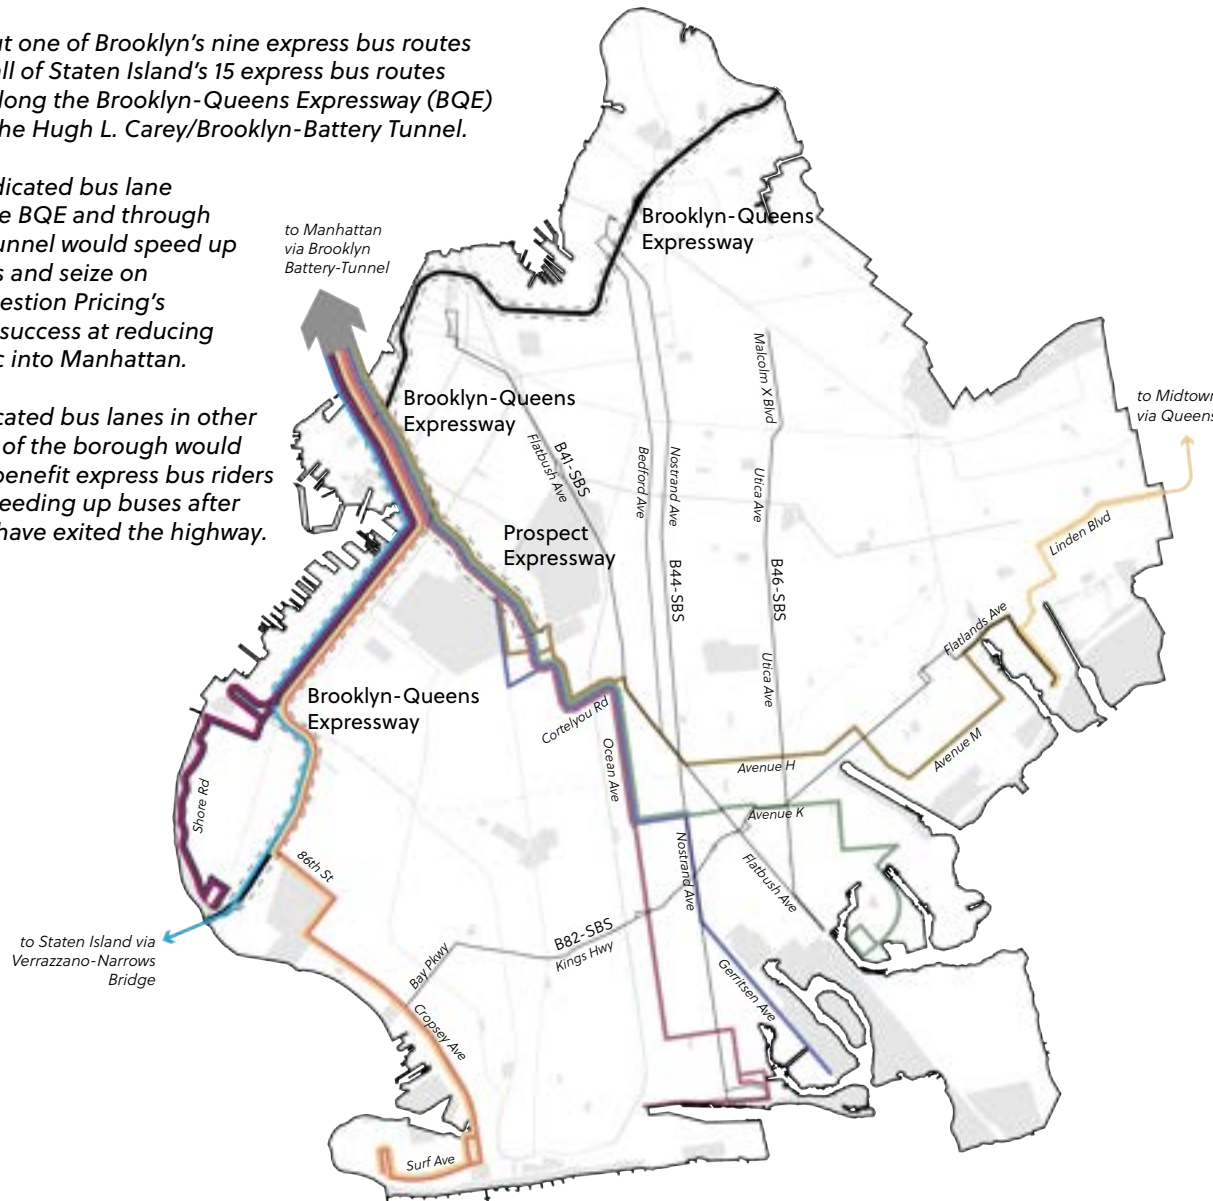 ut one of Brooklyn's nine express bus routes
all of Staten Island's 15 express bus routes
long the Brooklyn-Queens Expressway (BQE)
he Hugh L. Carey/Brooklyn-Battery Tunnel.
dicated bus lane
e BQE and through
unnel would speed up
s and seize on
estion Pricing's
success at reducing
c into Manhattan.
cated bus lanes in other
of the borough would
benefit express bus riders
eeding up buses after
have exited the highway.
to Manhattan
via Brooklyn
Battery-Tunnel
Brooklyn-Queens
Expressway
Brooklyn-Queens
Expressway
Malcolm X Blvd
to Midtown
via Queens
B41-SBS
Flatbush Ave
Bedford Ave
Nostrand Ave
Utica Ave
Linden Blvd
Prospect
Expressway
B44-SBS
B46-SBS
Flatlands Ave
Utica Ave
Brooklyn-Queens
Expressway
Cortelyou Rd
Ocean Ave
Avenue H
Avenue M
Shore Rd
Avenue K
86th St
Nostrand Ave
Flatbush Ave
to Staten Island via
Verrazzano-Narrows
Bridge
B82-SBS
Kings Hwy
Bay Pkwy
Gerritsen Ave
Cropsey Ave
Surf Ave